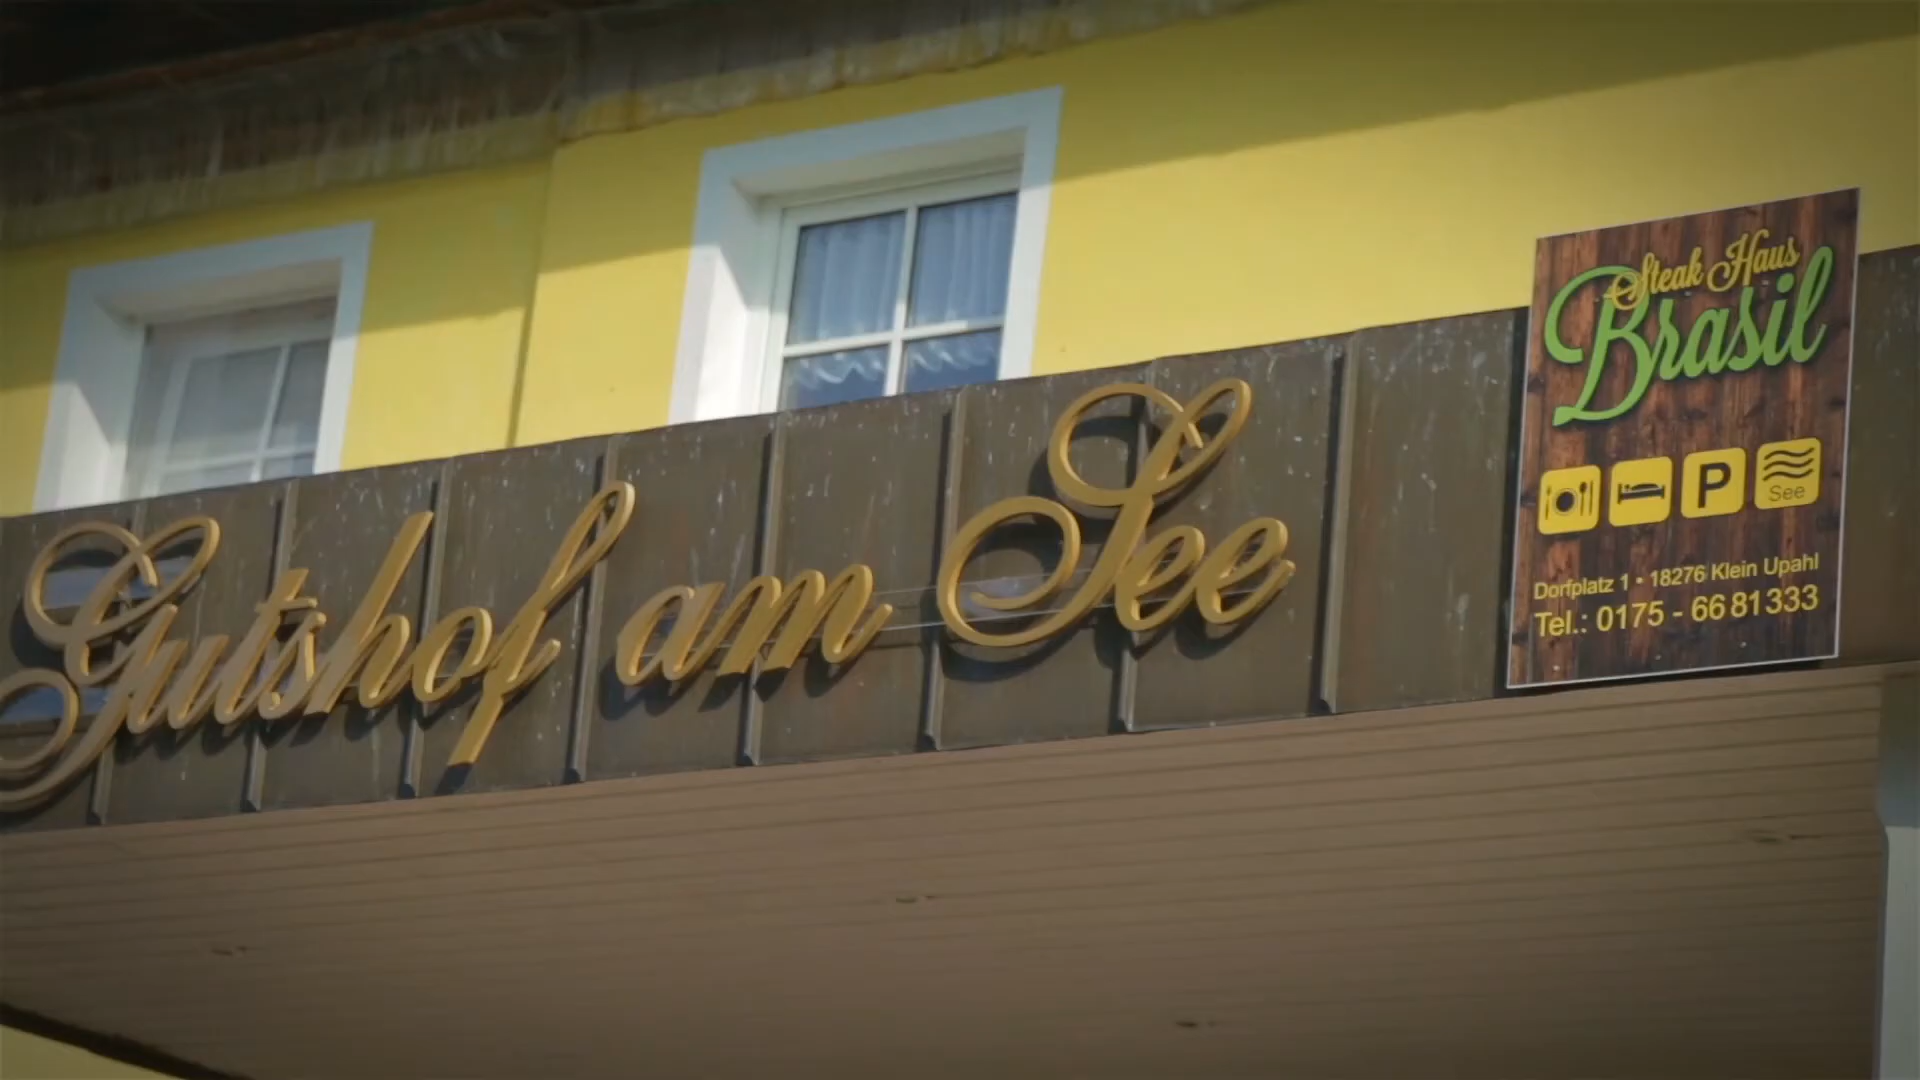 Gutshof am See
Steak Haus
Brasil
P
See
Dorfplatz 1 • 18276 Klein Upahl
Tel.: 0175 - 66 81 333